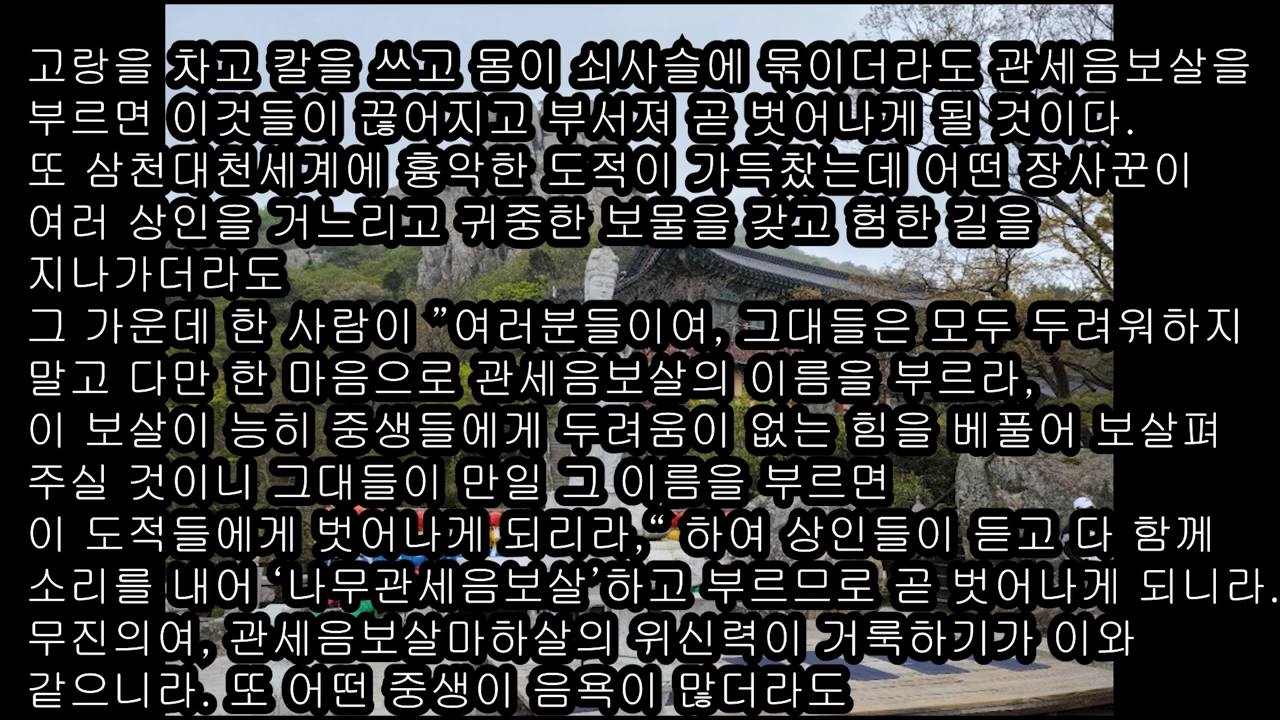 고랑을 차고 칼을 쓰고 몸이 쇠사슬에 묶이더라도 관세음보살을
부르면 이것들이 끊어지고 부서져 곧 벗어나게 될 것이다.
또 삼천대천세계에 흉악한 도적이 가득찼는데 어떤 장사꾼이
여러 상인을 거느리고 귀중한 보물을 갖고 험한 길을
지나가더라도
그 가운데 한 사람이 ”여러분들이여, 그대들은 모두 두려워하지
말고 다만 한 마음으로 관세음보살의 이름을 부르라,
이 보살이 능히 중생들에게 두려움이 없는 힘을 베풀어 보살펴
주실 것이니 그대들이 만일 그 이름을 부르면
이 도적들에게 벗어나게 되리라,“ 하여 상인들이 듣고 다 함께
소리를 내어 ‘나무관세음보살’하고 부르므로 곧 벗어나게 되니라.
무진의여, 관세음보살마하살의 위신력이 거룩하기가 이와
같으니라. 또 어떤 중생이 음욕이 많더라도